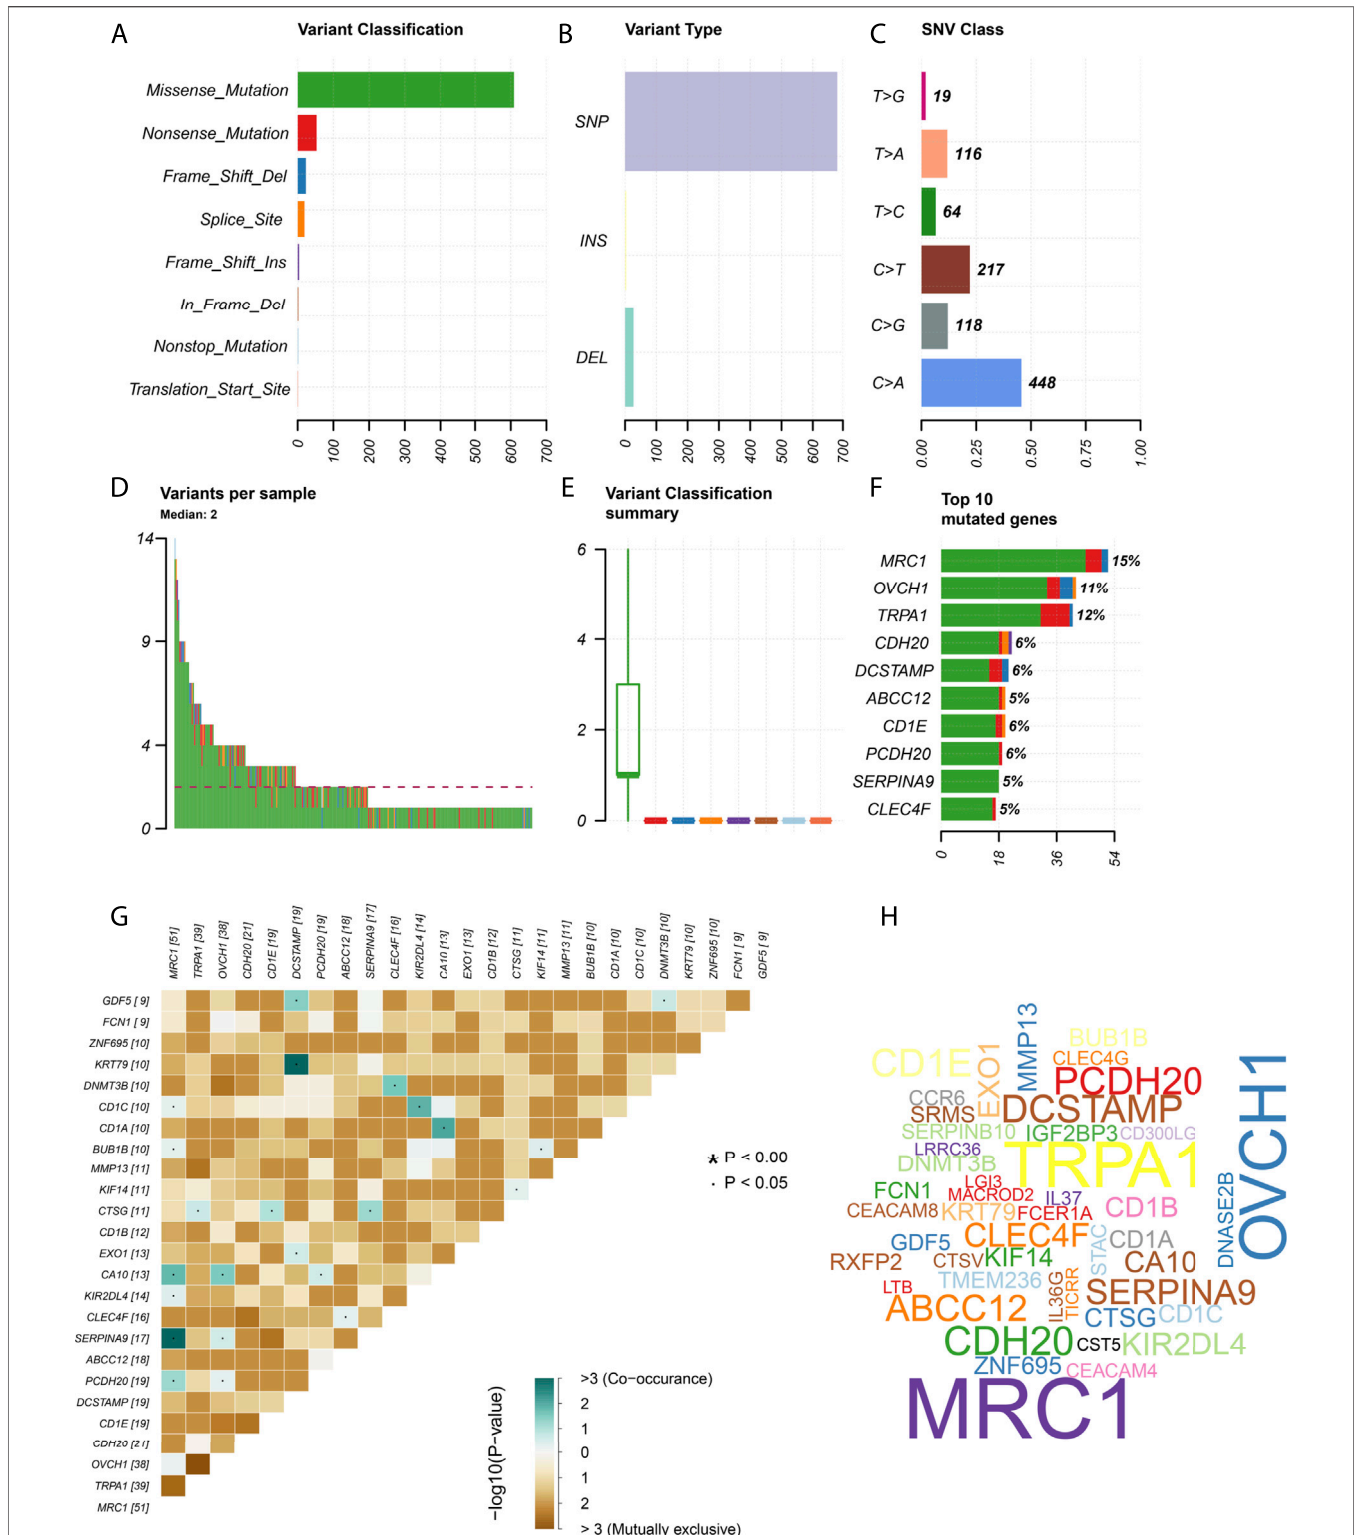 A
Variant Classification
Missense_Mutation
Nonsense_Mutation
Frame_Shift_Del
Splice_Site
Frame_Shift_Ins
In_Frame_Del
Nonstop_Mutation
Translation_Start_Site
0 100 200 300 400 500 600 700
B
Variant Type
SNP
INS
DEL
0 100 200 300 400 500 600 700
C
SNV Class
T>G 19
T>A 116
T>C 64
C>T 217
C>G 118
C>A 448
0.00 0.25 0.50 0.75 1.00
D
Variants per sample
Median: 2
14
9
4
0
E
Variant Classification
summary
6
4
2
0
F
Top 10
mutated genes
MRC1 15%
OVCH1 11%
TRPA1 12%
CDH20 6%
DCSTAMP 6%
ABCC12 5%
CD1E 6%
PCDH20 6%
SERPINA9 5%
CLEC4F 5%
0 18 36 54
G
MRC1 [51] TRPA1 [39] OVCH1 [38] CDH20 [21] CD1E [19] DCSTAMP [19] PCDH20 [19] ABCC12 [18] SERPINA9 [17] CLEC4F [16] KIR2DL4 [14] CA10 [13] EXO1 [13] CD1B [12] CTSG [11] KIF14 [11] MMP13 [11] BUB1B [10] CD1A [10] CD1C [10] DNMT3B [10] KRT79 [10] ZNF695 [10] FCN1 [ 9] GDF5 [ 9]
GDF5 [ 9]
FCN1 [ 9]
ZNF695 [10]
KRT79 [10]
DNMT3B [10]
CD1C [10]
CD1A [10]
BUB1B [10]
MMP13 [11]
KIF14 [11]
CTSG [11]
CD1B [12]
EXO1 [13]
CA10 [13]
KIR2DL4 [14]
CLEC4F [16]
SERPINA9 [17]
ABCC12 [18]
PCDH20 [19]
DCSTAMP [19]
CD1E [19]
CDH20 [21]
OVCH1 [38]
TRPA1 [39]
MRC1 [51]
* P < 0.00
· P < 0.05
−log10(P−value)
>3 (Co−occurance)
2
1
0
1
2
> 3 (Mutually exclusive)
H
MMP13
BUB1B
CD1E
EXO1
CLEC4G
PCDH20
OVCH1
CCR6
SRMS
DCSTAMP
SERPINB10
IGF2BP3
CD300LG
LRRC36
DNMT3B
TRPA1
LGI3
FCN1
MACROD2
IL37
DNASE2B
CEACAM8
KRT79
FCER1A
CD1B
GDF5
CLEC4F
STAC
CD1A
RXFP2
CTSV
KIF14
CA10
LTB
TMEM236
IL36G
TICRR
SERPINA9
ABCC12
CTSG
CD1C
CDH20
CST5
KIR2DL4
ZNF695
CEACAM4
MRC1